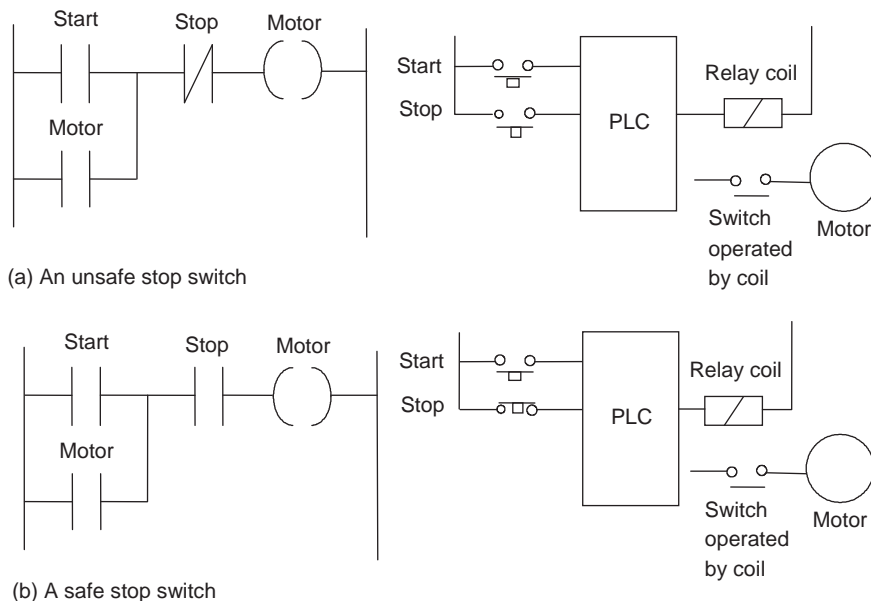 Start
Stop
Motor
Motor
Start
Stop
PLC
Relay coil
Switch
operated
by coil
Motor
(a) An unsafe stop switch
Start
Stop
Motor
Motor
Start
Stop
PLC
Relay coil
Switch
operated
by coil
Motor
(b) A safe stop switch